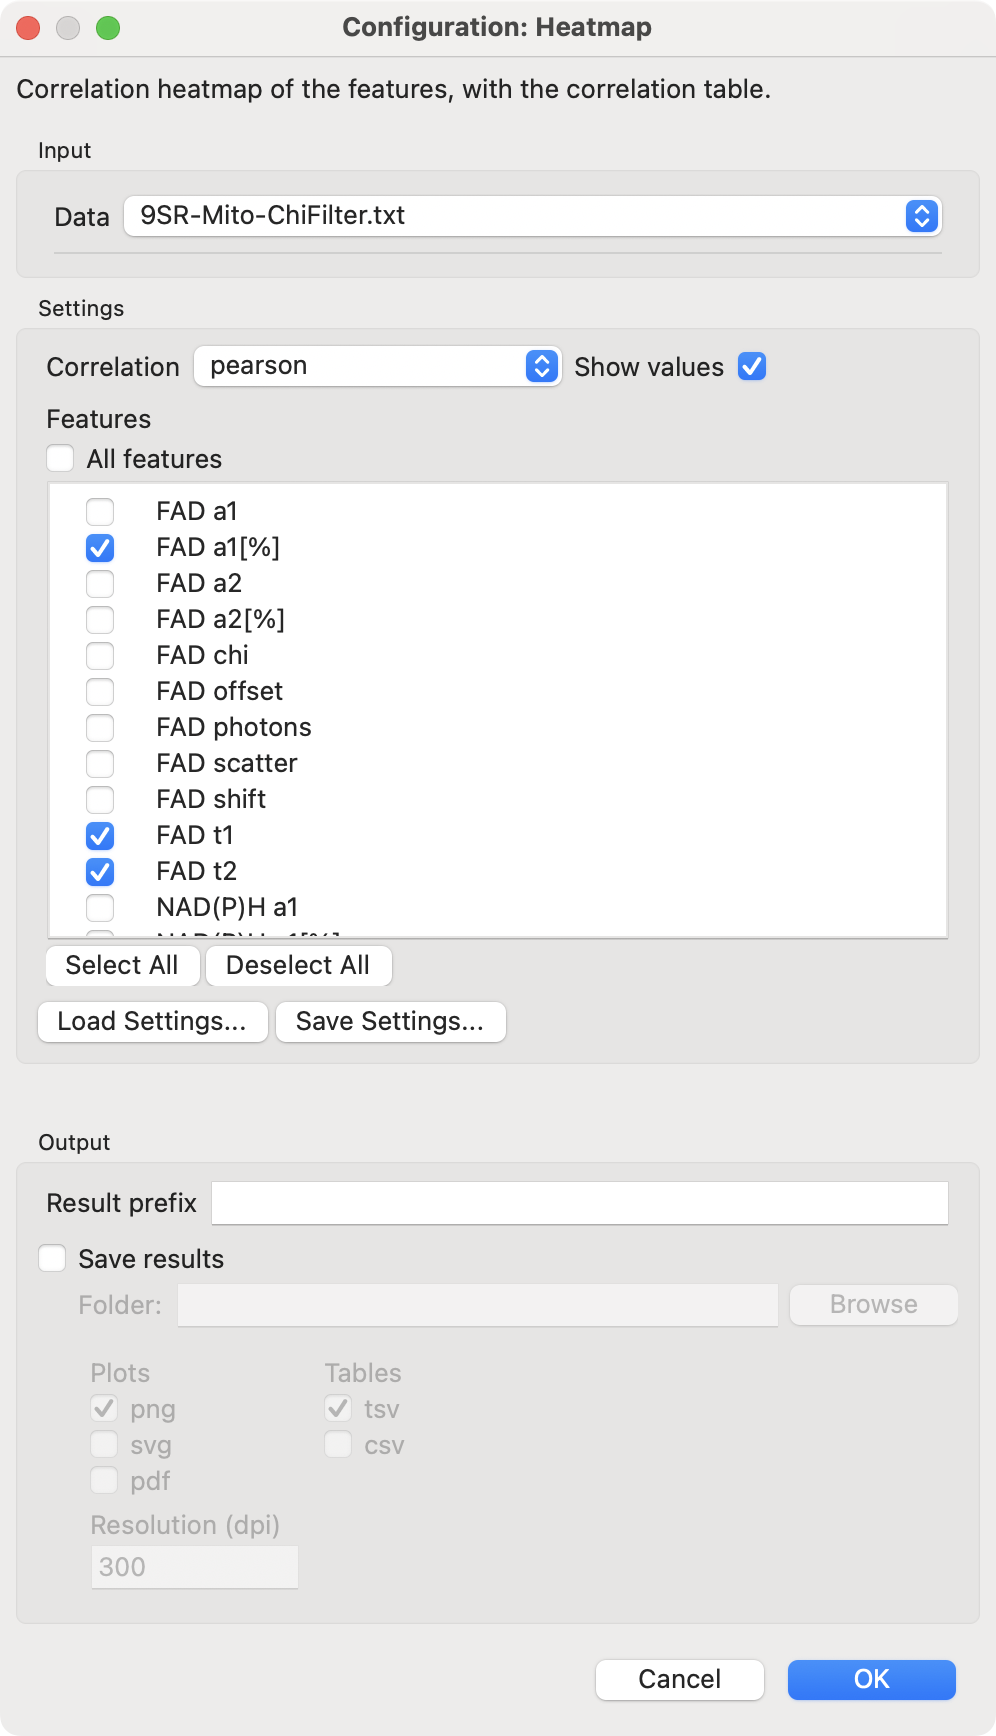 Configuration: Heatmap
Correlation heatmap of the features, with the correlation table.
Input
Data 9SR-Mito-ChiFilter.txt
Settings
Correlation pearson Show values
Features
All features
FAD a1
FAD a1[%]
FAD a2
FAD a2[%]
FAD chi
FAD offset
FAD photons
FAD scatter
FAD shift
FAD t1
FAD t2
NAD(P)H a1
Select All Deselect All
Load Settings... Save Settings...
Output
Result prefix
Save results
Folder: Browse
Plots Tables
png tsv
svg csv
pdf
Resolution (dpi)
300
Cancel OK